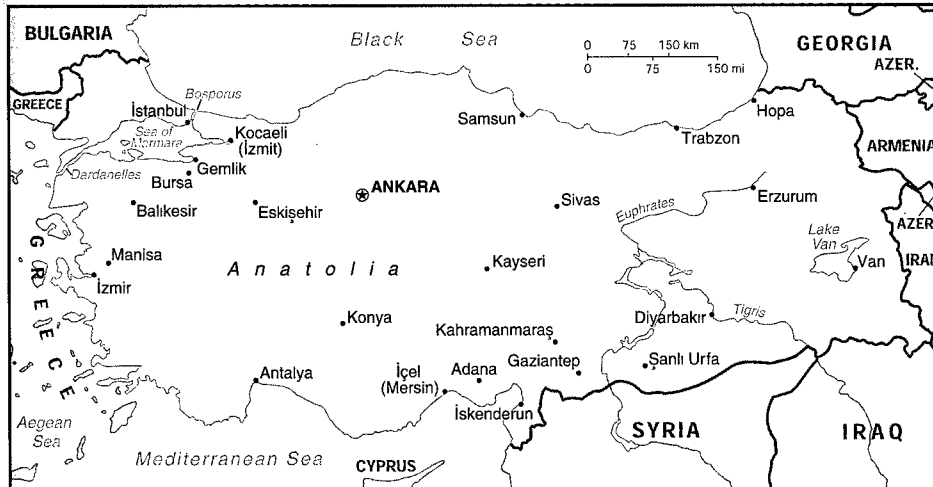 BULGARIA
Black Sea
0 75 150 km
75 150 mi
GEORGIA
AZER.
GREECE
Bosporus
İstanbul
Sea of
Marmara
Kocaeli
(İzmit)
Samsun
Hopa
Trabzon
ARMENIA
Gemlik
Dardanelles
Bursa
ANKARA
Balıkesir
Eskişehir
Sivas
Euphrates
Erzurum
AZER.
Lake
Van
IRAN
Van
GREECE
Manisa
İzmir
Anatolia
Kayseri
Konya
Diyarbakır
Tigris
Kahramanmaraş
Gaziantep
Sanlı Urfa
Antalya
İçel
(Mersin)
Adana
İskenderun
Aegean
Sea
SYRIA
IRAQ
Mediterranean Sea
CYPRUS